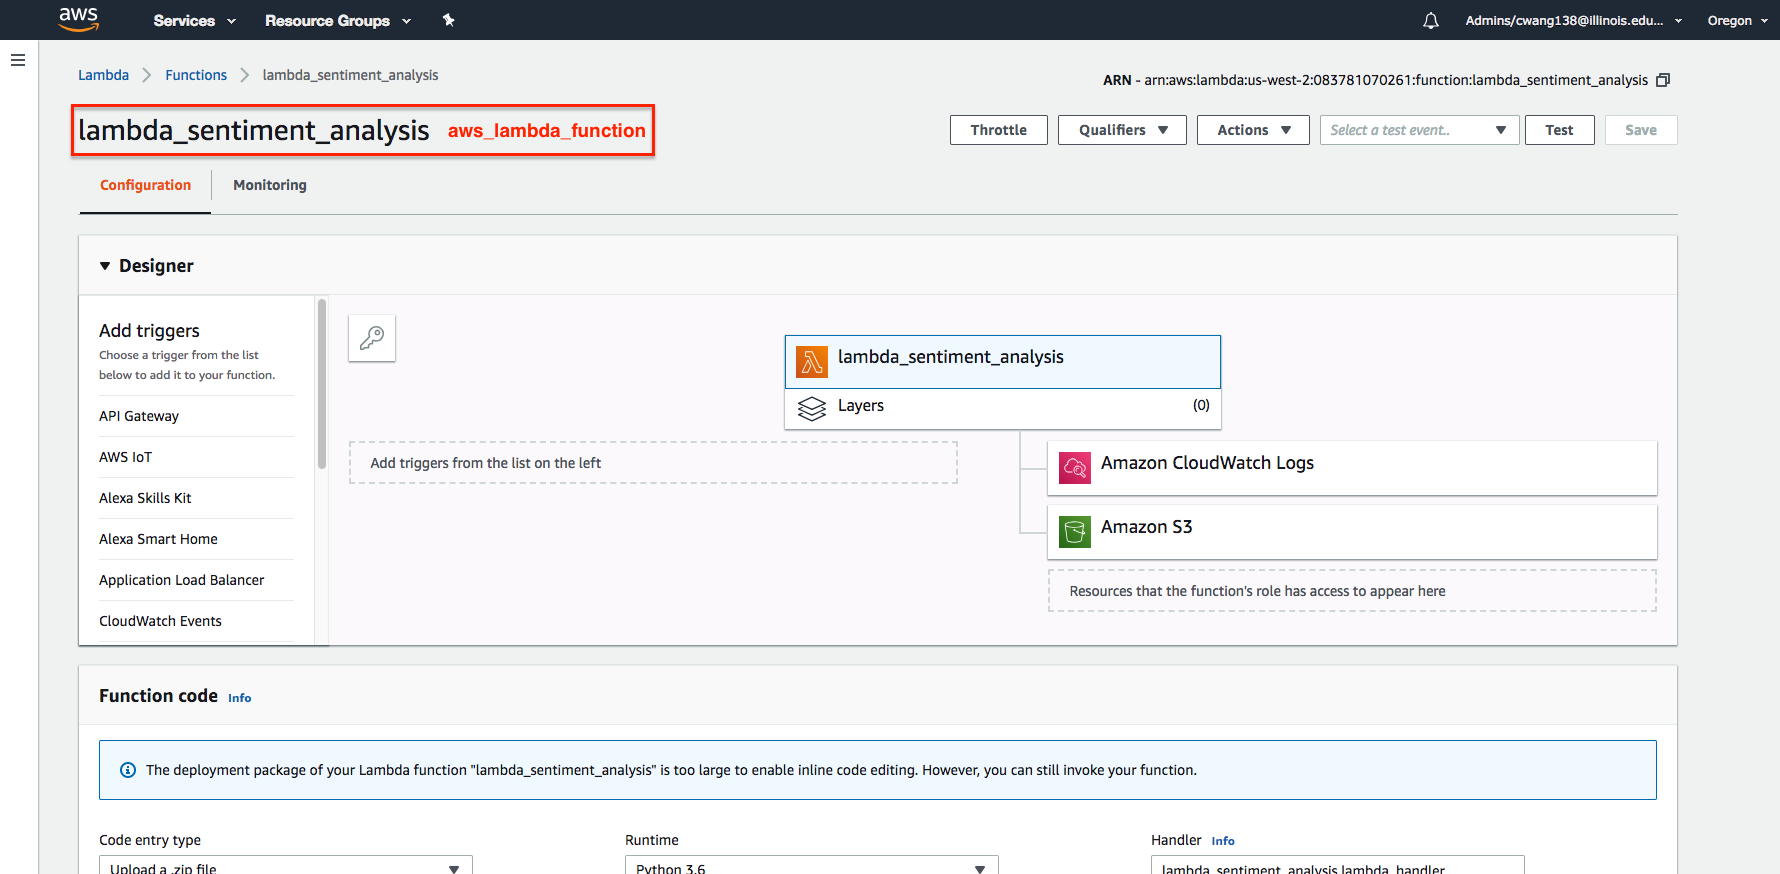 aws Services Resource Groups Admins/cwang138@illinois.edu... Oregon
Lambda Functions lambda_sentiment_analysis
ARN - arn:aws:lambda:us-west-2:083781070261:function:lambda_sentiment_analysis
lambda_sentiment_analysis aws_lambda_function
Throttle Qualifiers Actions Select a test event.. Test Save
Configuration Monitoring
Designer
Add triggers
Choose a trigger from the list
below to add it to your function.
API Gateway
AWS IoT
Alexa Skills Kit
Alexa Smart Home
Application Load Balancer
CloudWatch Events
lambda_sentiment_analysis
Layers (0)
Add triggers from the list on the left
Amazon CloudWatch Logs
Amazon S3
Resources that the function's role has access to appear here
Function code Info
The deployment package of your Lambda function "lambda_sentiment_analysis" is too large to enable inline code editing. However, you can still invoke your function.
Code entry type Runtime Handler Info
Upload a .zip file Python 3.6 lambda_sentiment_analysis.lambda_handler